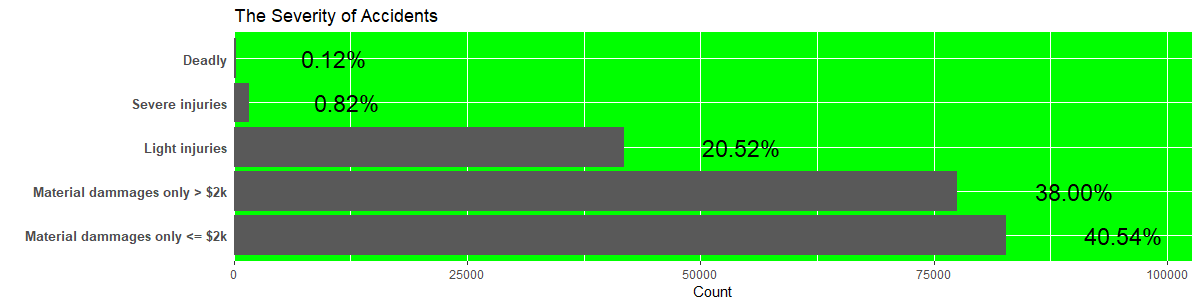 The Severity of Accidents
Deadly 0.12%
Severe injuries 0.82%
Light injuries 20.52%
Material dammages only > $2k 38.00%
Material dammages only <= $2k 40.54%
0 25000 50000 75000 100000
Count